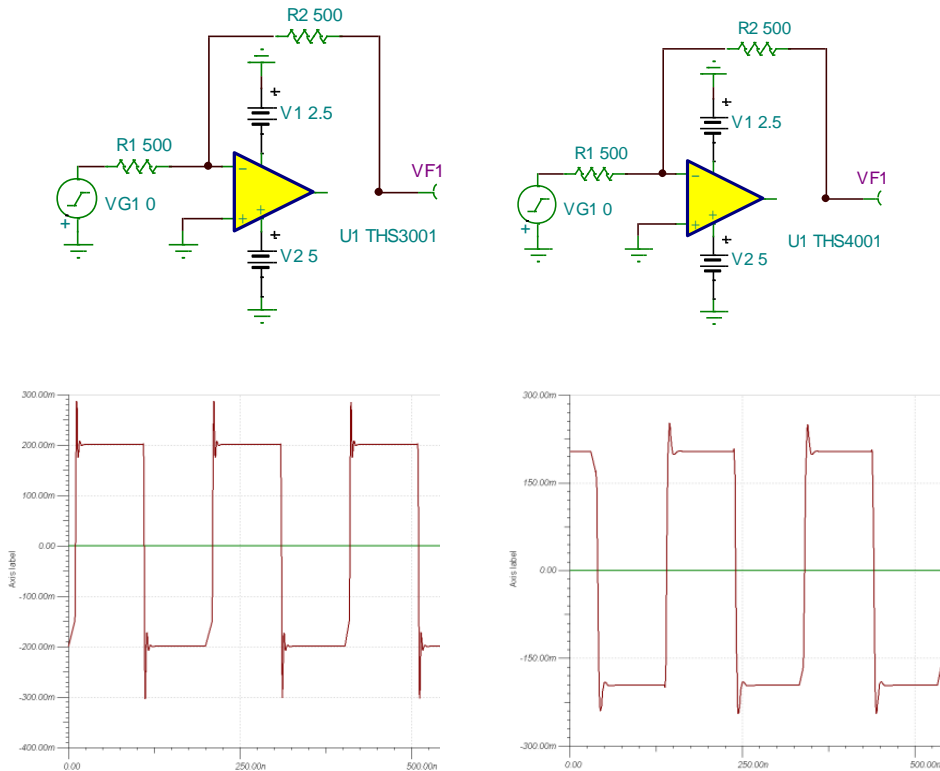 R2 500
V1 2.5
R1 500
VG1 0
VF1
U1 THS3001
V2 5
R2 500
V1 2.5
R1 500
VG1 0
VF1
U1 THS4001
V2 5
300.00m
200.00m
100.00m
0.00
-100.00m
-200.00m
-300.00m
-400.00m
Axis label
0.00
250.00n
500.00n
300.00m
150.00m
0.00
-150.00m
-300.00m
Axis label
0.00
250.00n
500.00n